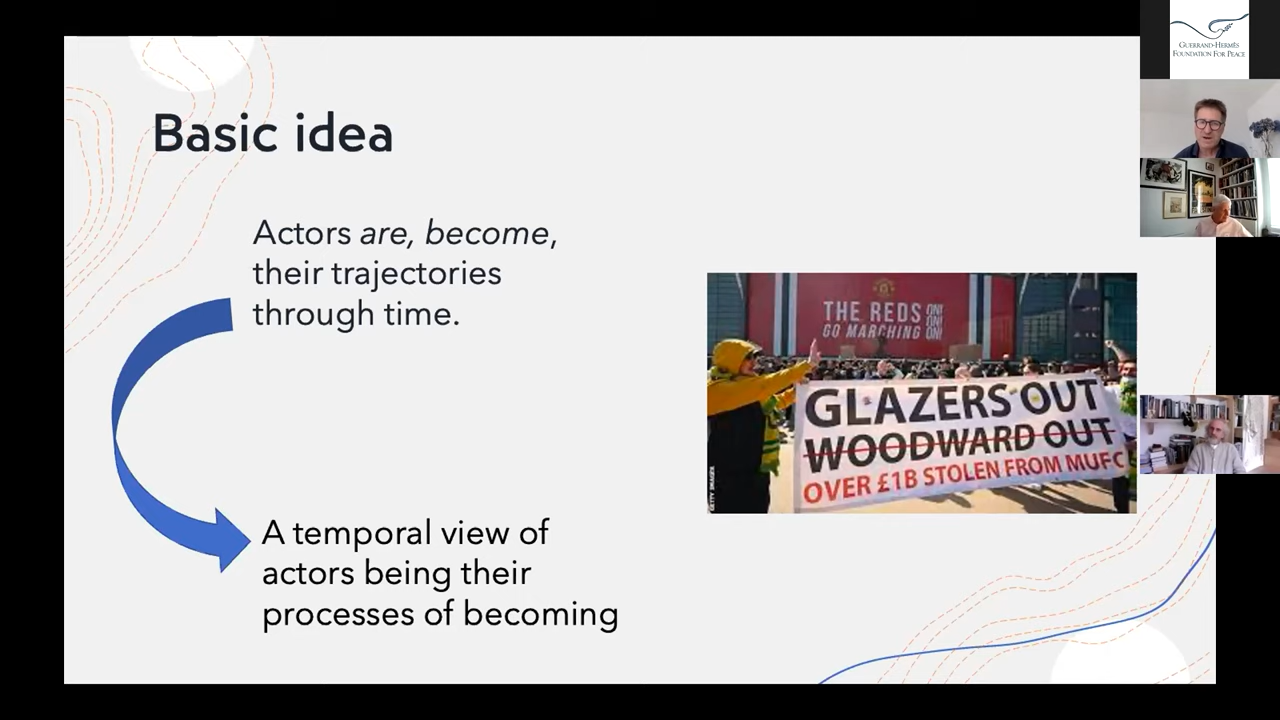 Basic idea
Actors are, become,
their trajectories
through time.
A temporal view of
actors being their
processes of becoming
THE REDS ON!
GO MARCHING ON!
ON!
GLAZERS OUT
WOODWARD OUT
OVER £1B STOLEN FROM MUFC
GETTY IMAGES
GUERRAND-HERMÈS
FOUNDATION FOR PEACE